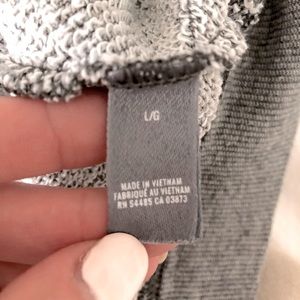 L/G
MADE IN VIETNAM
FABRIQUÉ AU VIETNAM
RN 54485 CA 03873